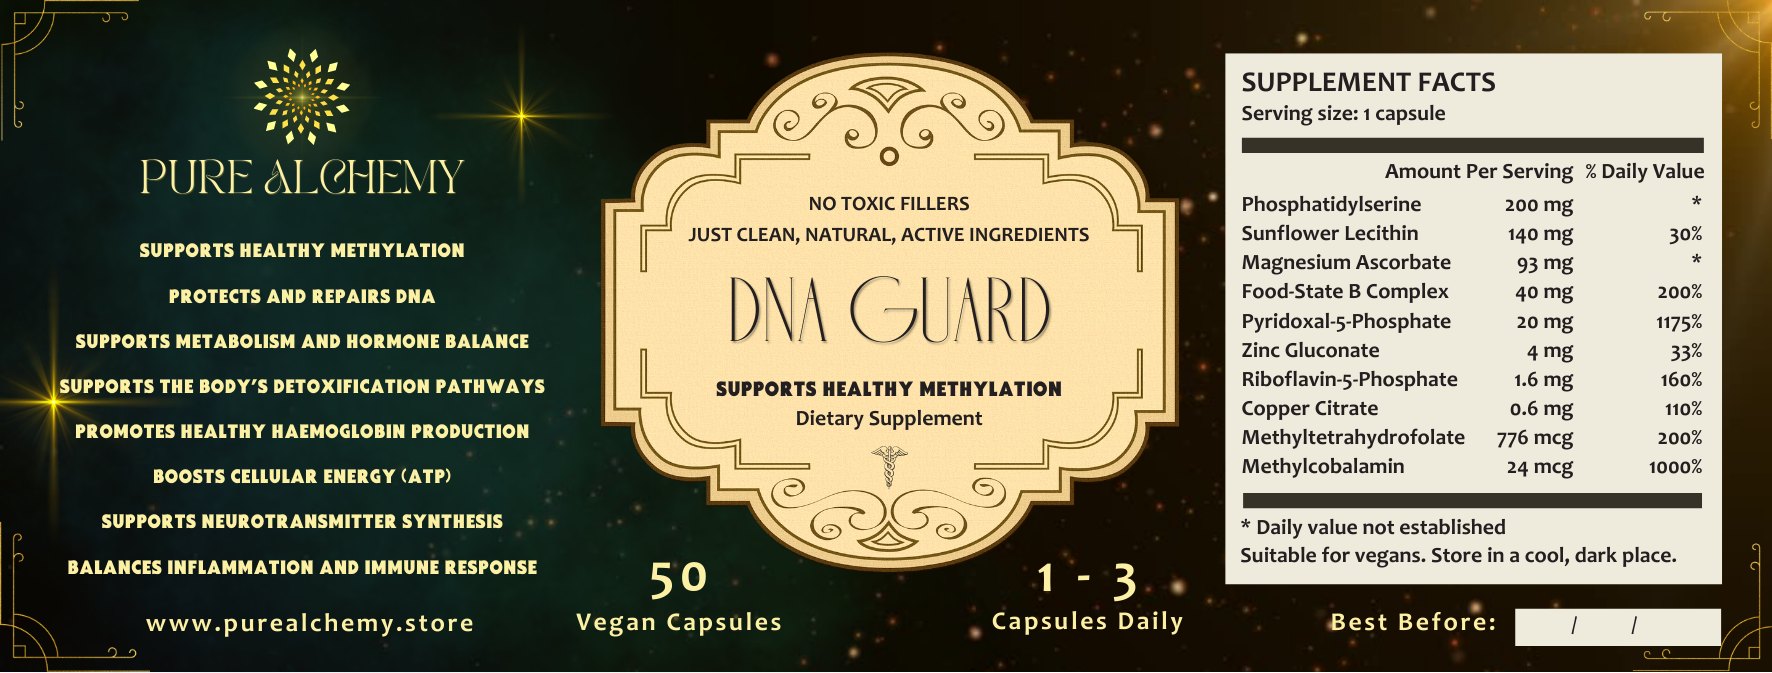 PURE ALCHEMY
SUPPORTS HEALTHY METHYLATION
PROTECTS AND REPAIRS DNA
SUPPORTS METABOLISM AND HORMONE BALANCE
SUPPORTS THE BODY'S DETOXIFICATION PATHWAYS
PROMOTES HEALTHY HAEMOGLOBIN PRODUCTION
BOOSTS CELLULAR ENERGY (ATP)
SUPPORTS NEUROTRANSMITTER SYNTHESIS
BALANCES INFLAMMATION AND IMMUNE RESPONSE
www.purealchemy.store
NO TOXIC FILLERS
JUST CLEAN, NATURAL, ACTIVE INGREDIENTS
DNA GUARD
SUPPORTS HEALTHY METHYLATION
Dietary Supplement
50
Vegan Capsules
1 - 3
Capsules Daily
SUPPLEMENT FACTS
Serving size: 1 capsule
Amount Per Serving % Daily Value
Phosphatidylserine 200 mg *
Sunflower Lecithin 140 mg 30%
Magnesium Ascorbate 93 mg *
Food-State B Complex 40 mg 200%
Pyridoxal-5-Phosphate 20 mg 1175%
Zinc Gluconate 4 mg 33%
Riboflavin-5-Phosphate 1.6 mg 160%
Copper Citrate 0.6 mg 110%
Methyltetrahydrofolate 776 mcg 200%
Methylcobalamin 24 mcg 1000%
* Daily value not established
Suitable for vegans. Store in a cool, dark place.
Best Before: / /